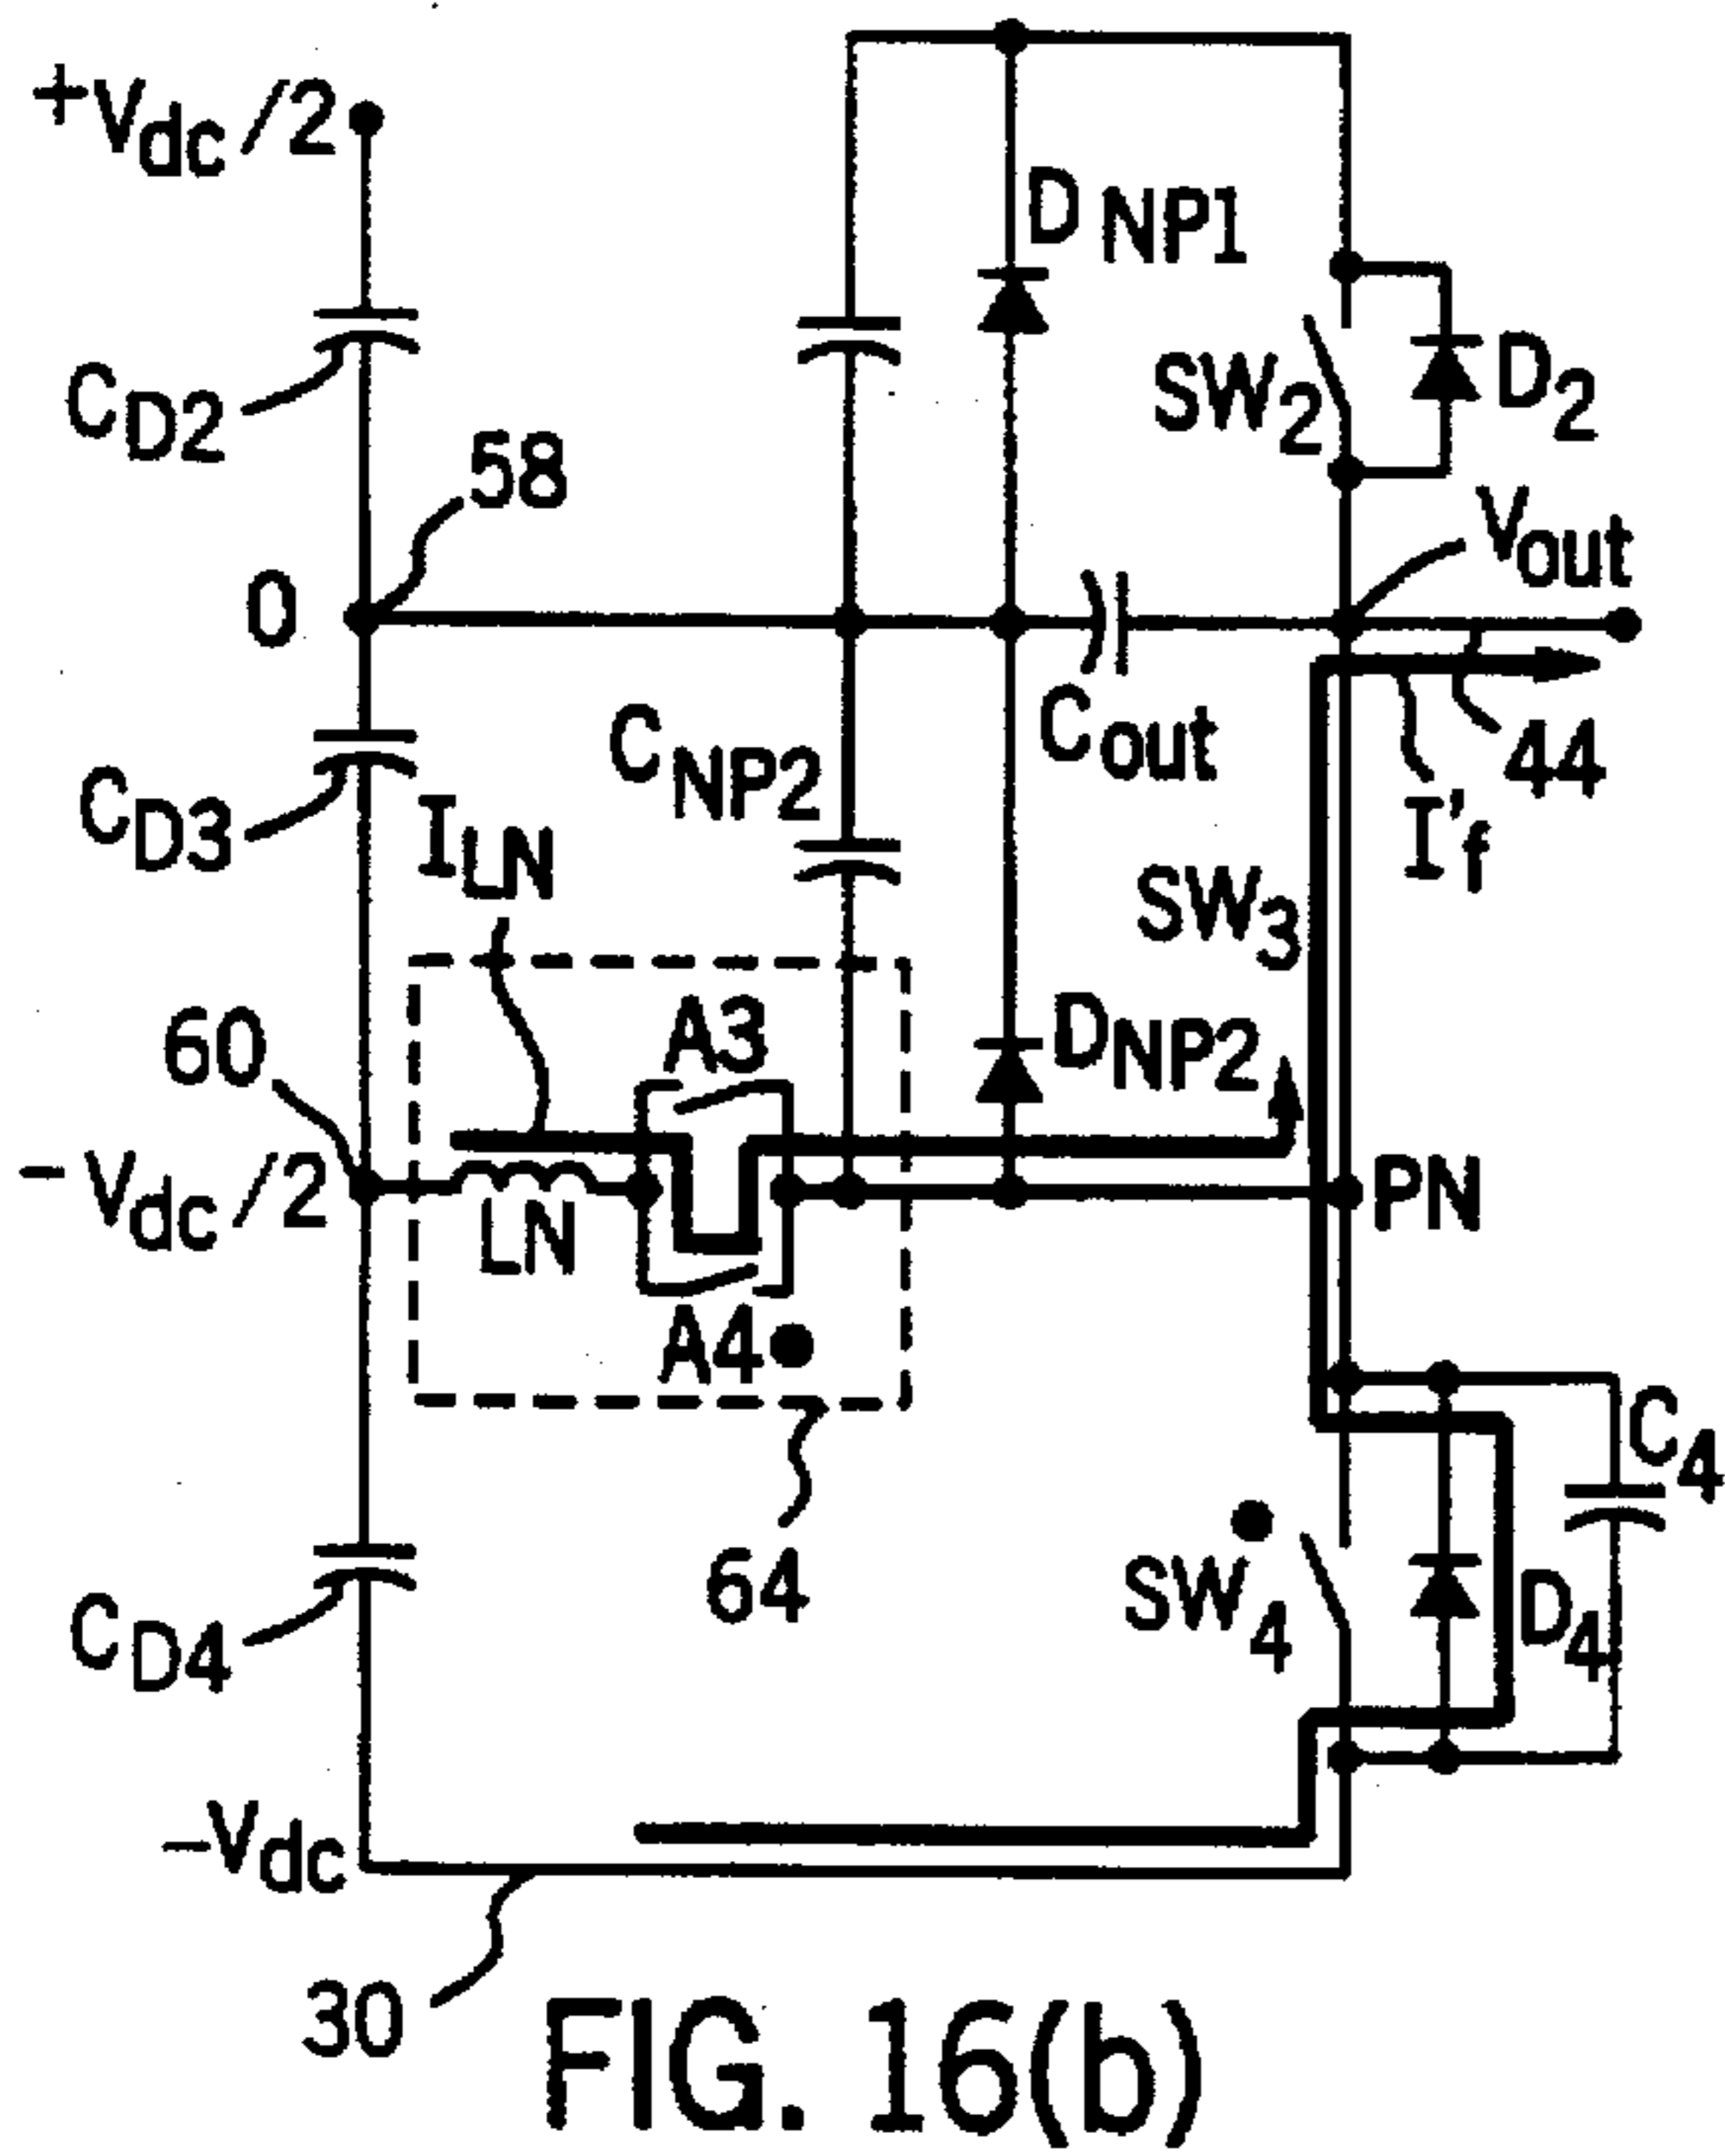 +Vdc/2
DNP1
CD2
SW2
D2
58
Vout
0
CNP2
Cout
44
CD3
ILN
I'f
SW3
60
A3
DNP2
-Vdc/2
LN
PN
A4
C4
64
SW4
D4
CD4
-Vdc
30
FIG. 16(b)